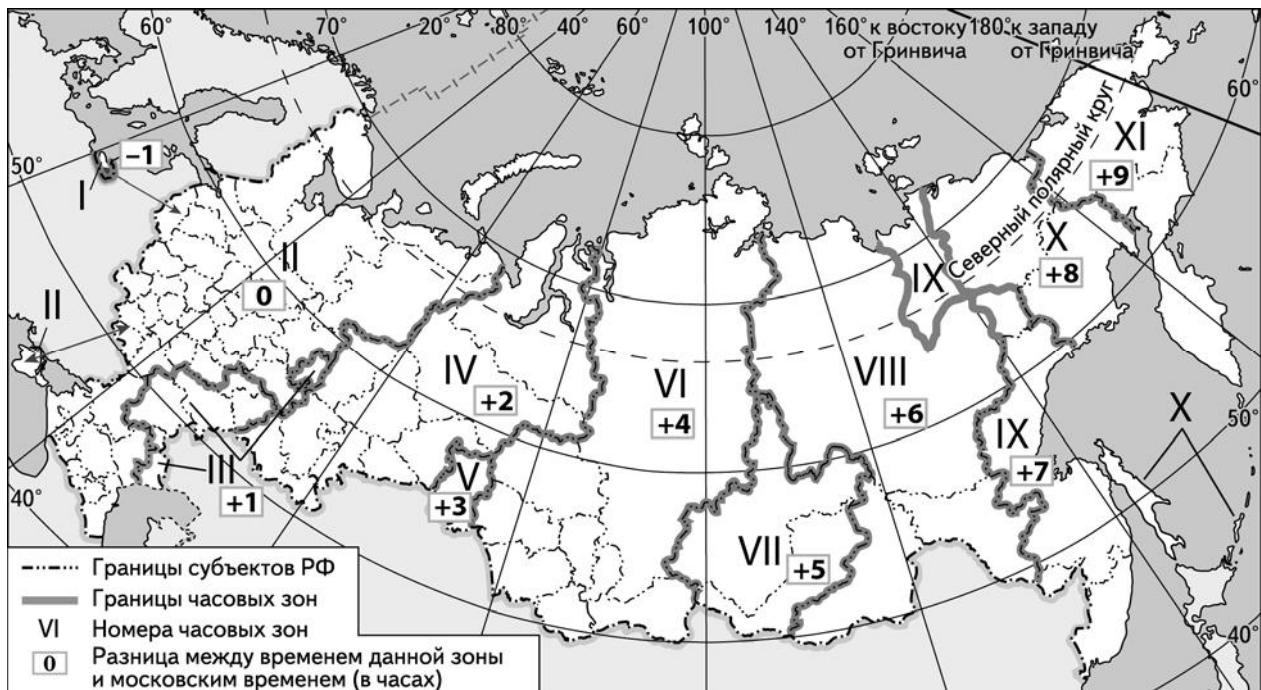 60°
70°
20°
40°
60°
80°
100°
120°
140°
160° к востоку
от Гринвича
180° к западу
от Гринвича
60°
50°
–1
I
Северный полярный круг
XI
+9
II
0
IX
X
+8
II
IV
+2
VI
+4
VIII
+6
X
50°
IX
+7
40°
III
+1
V
+3
VII
+5
40°
Границы субъектов РФ
Границы часовых зон
VI Номера часовых зон
0 Разница между временем данной зоны
и московским временем (в часах)